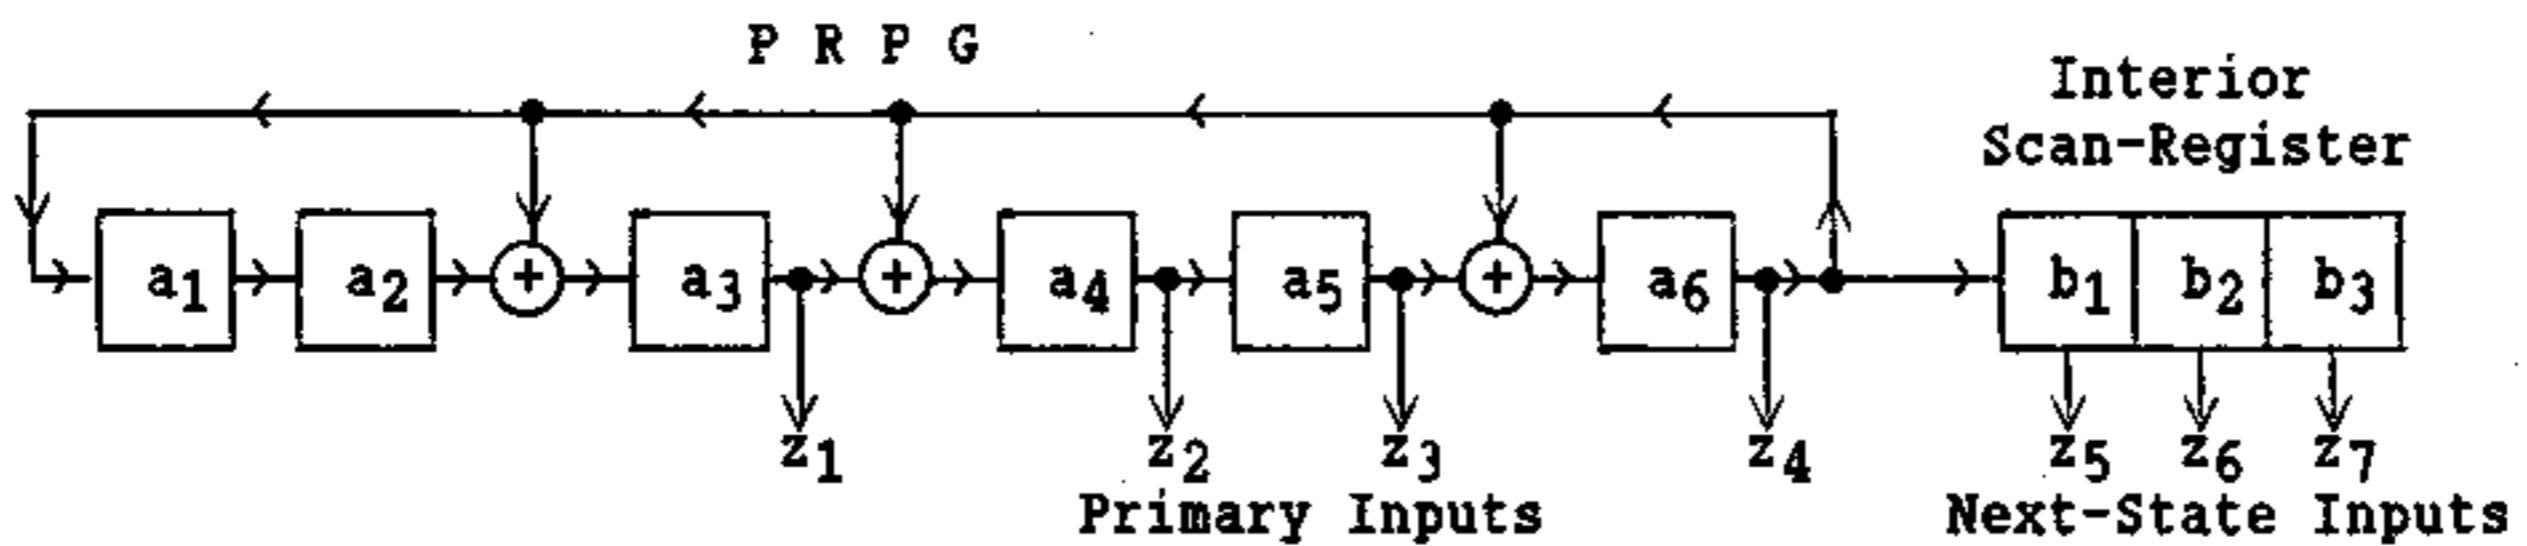 P R P G
Interior
Scan-Register
a1 a2 + a3 + a4 a5 + a6 b1 b2 b3
z1 z2 z3 z4 z5 z6 z7
Primary Inputs Next-State Inputs